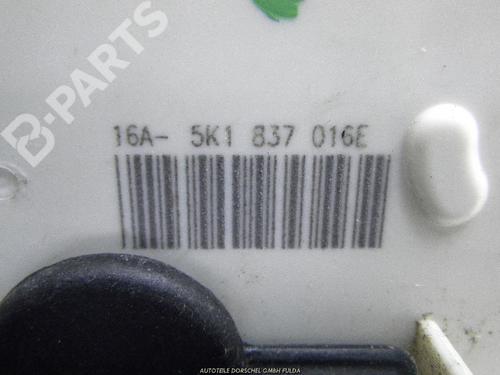 B-PARTS
16A- 5K1 837 016E
AUTOTEILE DORSCHEL GMBH FULDA